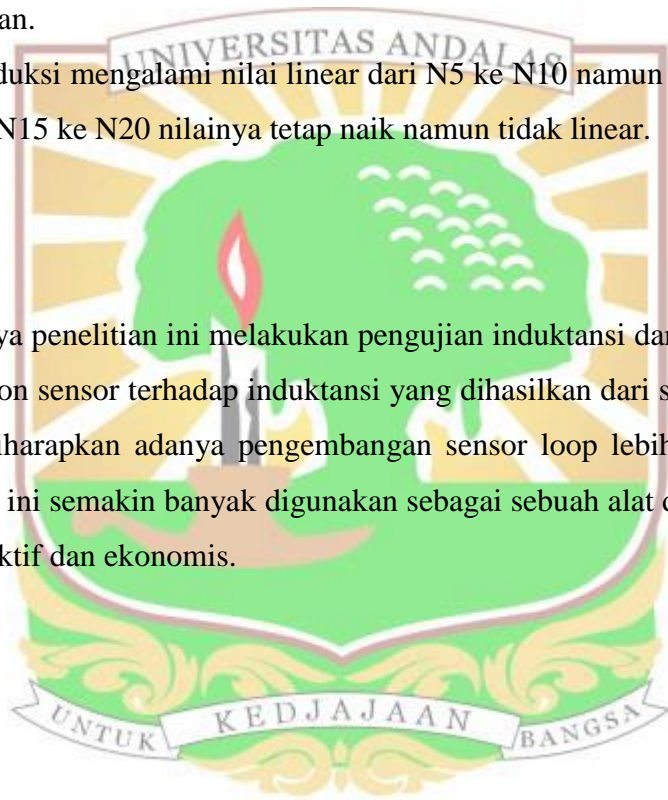 an.
UNIVERSITAS ANDALAS
duksi mengalami nilai linear dari N5 ke N10 namun
N15 ke N20 nilainya tetap naik namun tidak linear.
ya penelitian ini melakukan pengujian induktansi dar
on sensor terhadap induktansi yang dihasilkan dari s
iharapkan adanya pengembangan sensor loop lebih
ini semakin banyak digunakan sebagai sebuah alat d
ktif dan ekonomis.
UNTUK KEDJAJAAN BANGSA